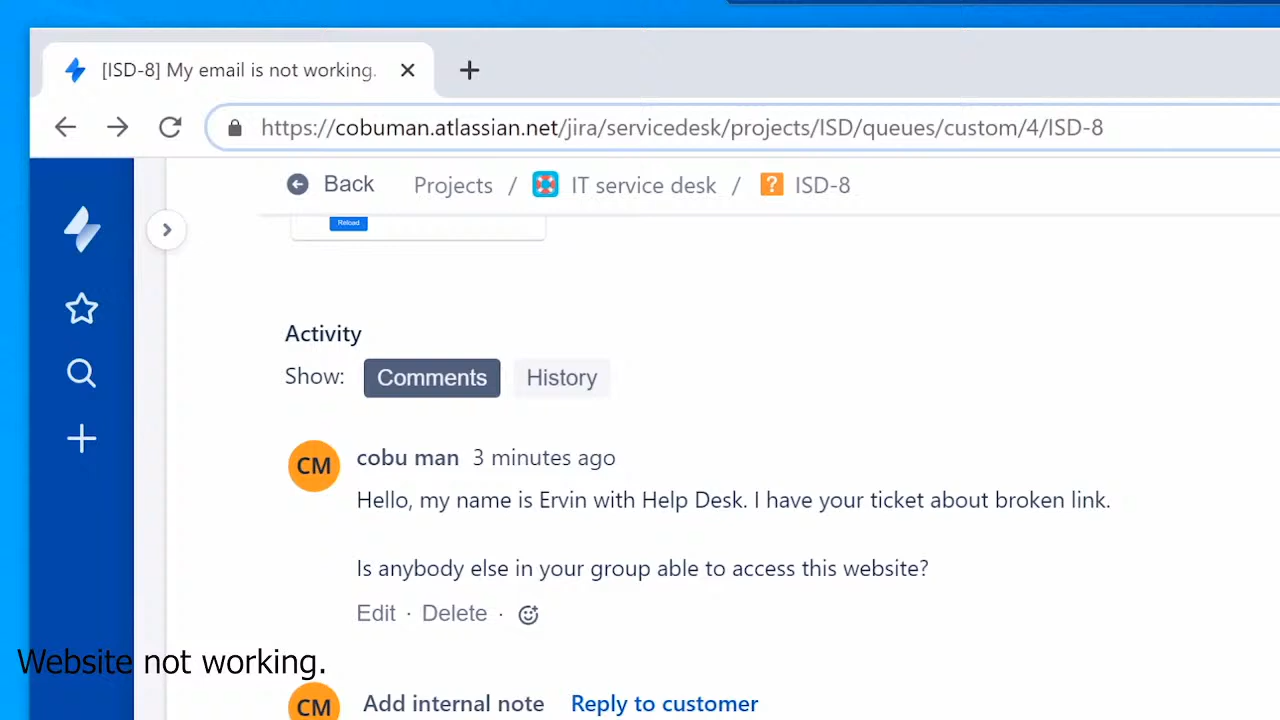 [ISD-8] My email is not working.
https://cobuman.atlassian.net/jira/servicedesk/projects/ISD/queues/custom/4/ISD-8
Back Projects / IT service desk / ? ISD-8
Reload
Activity
Show: Comments History
CM cobu man 3 minutes ago
Hello, my name is Ervin with Help Desk. I have your ticket about broken link.
Is anybody else in your group able to access this website?
Edit · Delete ·
Website not working.
CM Add internal note Reply to customer